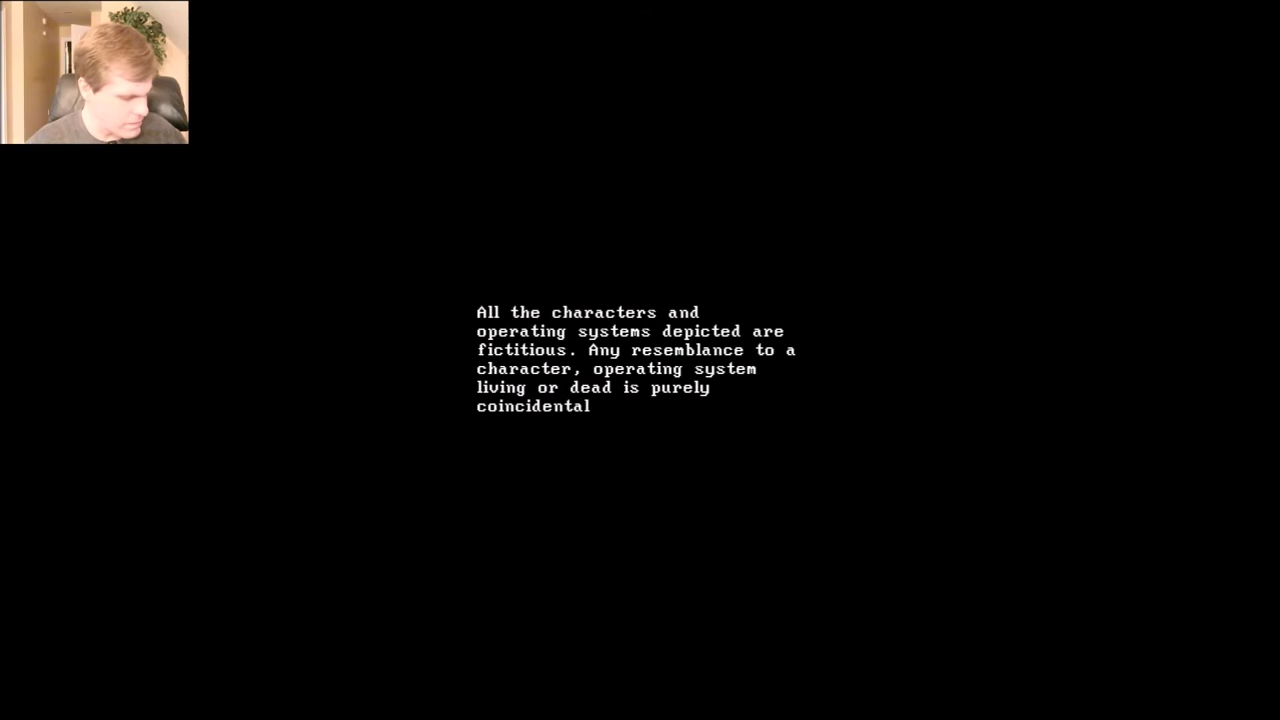 All the characters and
operating systems depicted are
fictitious. Any resemblance to a
character, operating system
living or dead is purely
coincidental